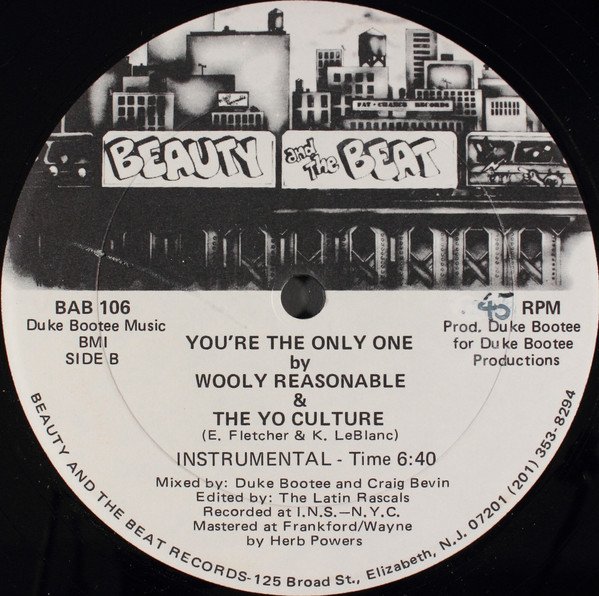 FAT • CHANCE RECORDS
BEAUTY and The BEAT
BAB 106
Duke Bootee Music
BMI
SIDE B
45 RPM
Prod. Duke Bootee
for Duke Bootee
Productions
YOU'RE THE ONLY ONE
by
WOOLY REASONABLE
&
THE YO CULTURE
(E. Fletcher & K. LeBlanc)
INSTRUMENTAL - Time 6:40
Mixed by: Duke Bootee and Craig Bevin
Edited by: The Latin Rascals
Recorded at I.N.S.—N.Y.C.
Mastered at Frankford/Wayne
by Herb Powers
BEAUTY AND THE BEAT RECORDS-125 Broad St., Elizabeth, N.J. 07201 (201) 353-8294